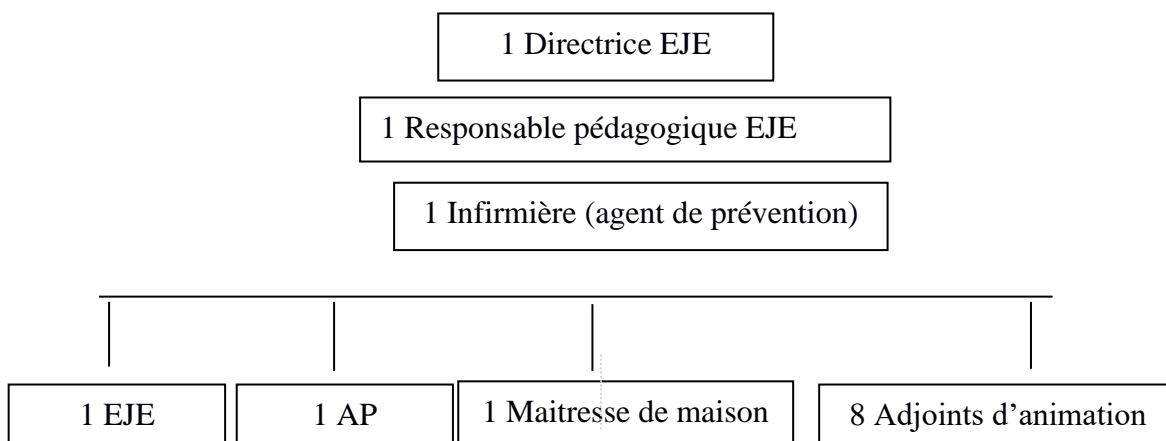 1 Directrice EJE
1 Responsable pédagogique EJE
1 Infirmière (agent de prévention)
1 EJE
1 AP
1 Maitresse de maison
8 Adjoints d’animation